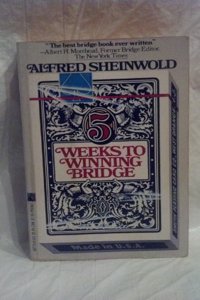 "The best bridge book ever written"
—Albert H. Morehead, Former Bridge Editor,
The New York Times
ALFRED SHEINWOLD
5
WEEKS TO
WINNING
BRIDGE
Made in U.S.A.